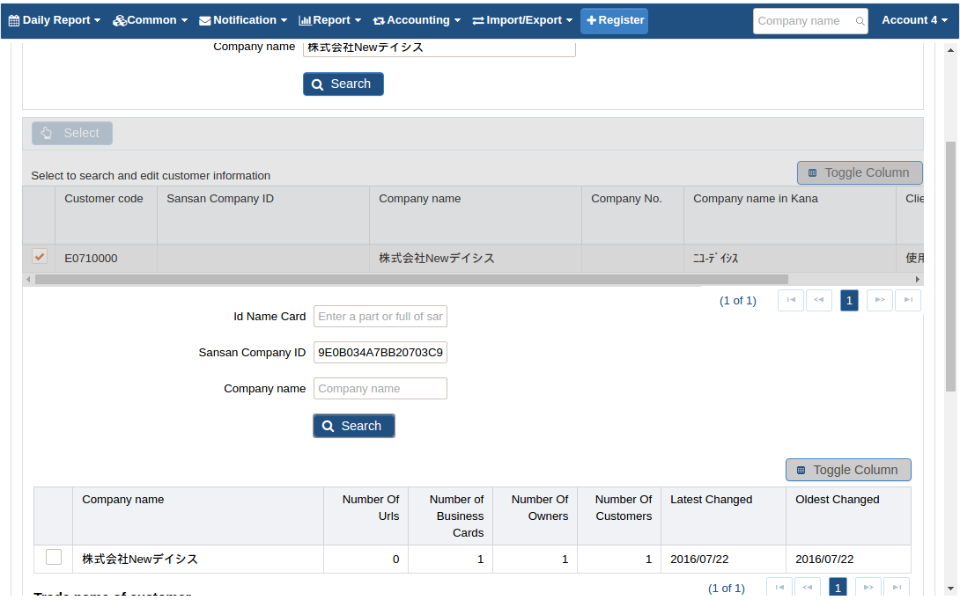 Daily Report Common Notification Report Accounting Import/Export Register Company name Account 4
Company name 株式会社Newデイシス
Search
Select
Select to search and edit customer information Toggle Column
Customer code Sansan Company ID Company name Company No. Company name in Kana Clie
E0710000 株式会社Newデイシス ﾆﾕｰﾃﾞｲｼｽ 使用
(1 of 1) 1
Id Name Card Enter a part or full of sar
Sansan Company ID 9E0B034A7BB20703C9
Company name Company name
Search
Toggle Column
Company name Number Of Urls Number of Business Cards Number Of Owners Number Of Customers Latest Changed Oldest Changed
株式会社Newデイシス 0 1 1 1 2016/07/22 2016/07/22
Trade name of customer (1 of 1) 1